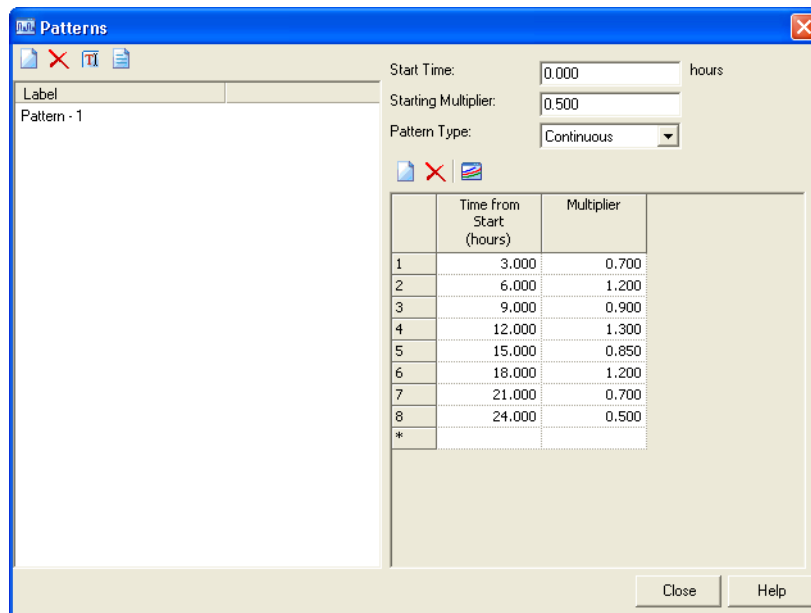 Patterns
Start Time: 0.000 hours
Label
Starting Multiplier: 0.500
Pattern - 1
Pattern Type: Continuous
Time from Start (hours) Multiplier
1 3.000 0.700
2 6.000 1.200
3 9.000 0.900
4 12.000 1.300
5 15.000 0.850
6 18.000 1.200
7 21.000 0.700
8 24.000 0.500
*
Close Help